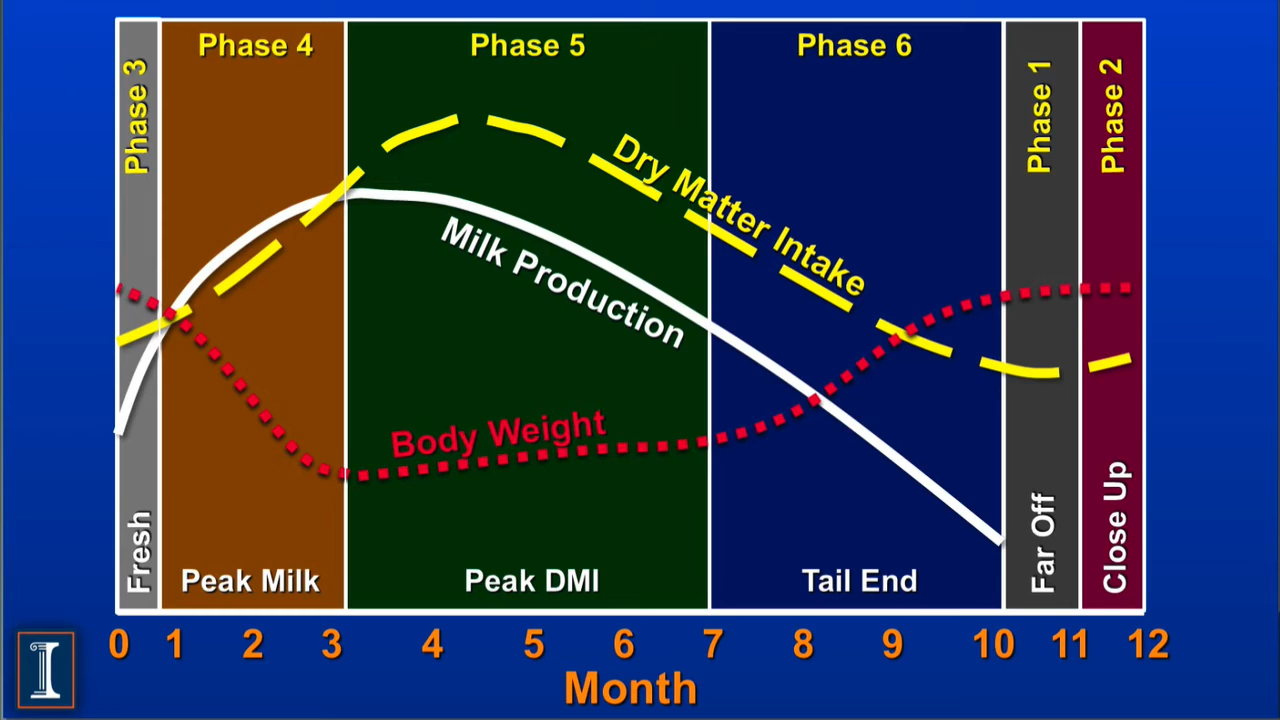 Phase 3
Phase 4
Phase 5
Phase 6
Phase 1
Phase 2
Dry Matter Intake
Milk Production
Body Weight
Fresh
Peak Milk
Peak DMI
Tail End
Far Off
Close Up
0 1 2 3 4 5 6 7 8 9 10 11 12
Month
I